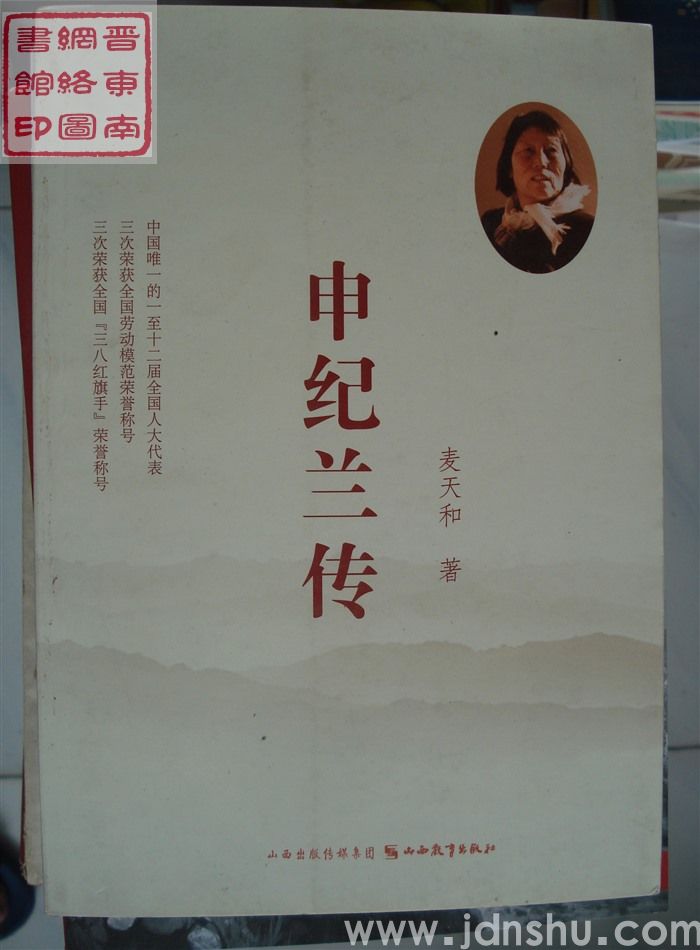 晋東南
網絡圖
書館印
中国唯一的一至十二届全国人大代表
三次荣获全国劳动模范荣誉称号
三次荣获全国『三八红旗手』荣誉称号
申纪兰传
麦天和 著
山西出版传媒集团 山西教育出版社
www.jdnshu.com